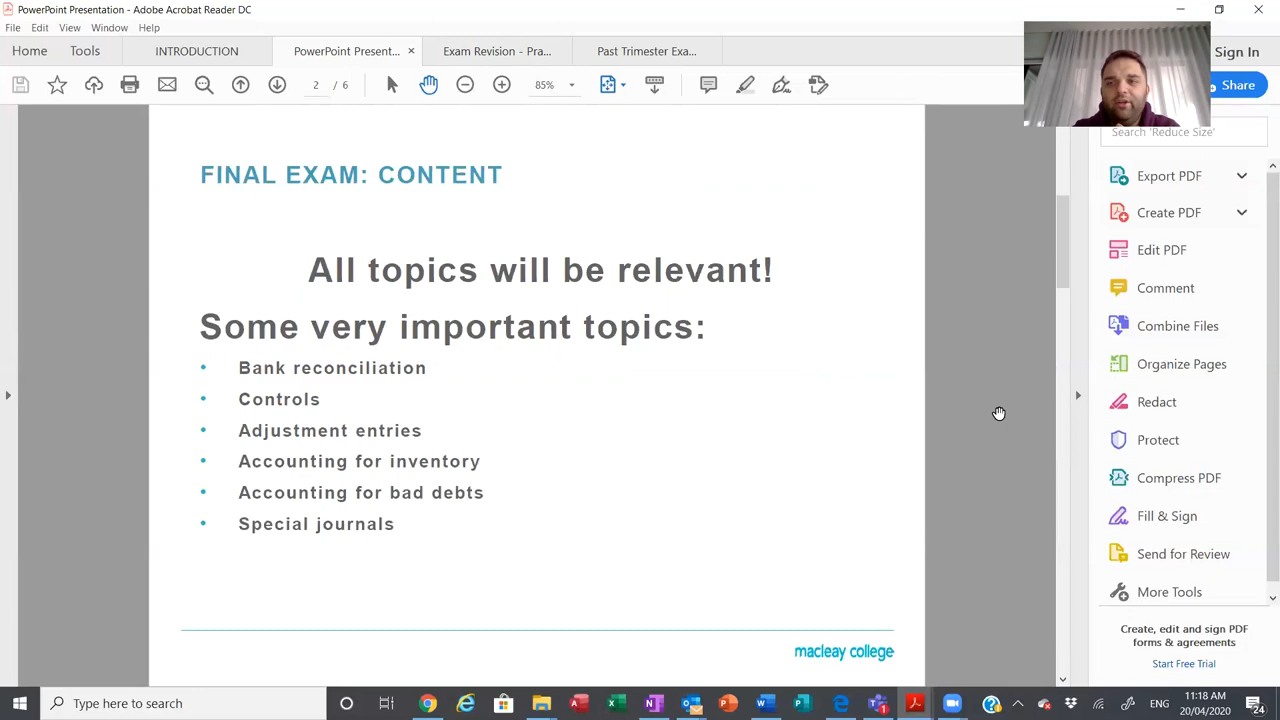 PowerPoint Presentation - Adobe Acrobat Reader DC
File Edit View Window Help
Home Tools INTRODUCTION PowerPoint Present... × Exam Revision - Pra... Past Trimester Exa... Sign In
2 / 6 85% Share
Search 'Reduce Size'
FINAL EXAM: CONTENT
All topics will be relevant!
Some very important topics:
• Bank reconciliation
• Controls
• Adjustment entries
• Accounting for inventory
• Accounting for bad debts
• Special journals
macleay college
Export PDF
Create PDF
Edit PDF
Comment
Combine Files
Organize Pages
Redact
Protect
Compress PDF
Fill & Sign
Send for Review
More Tools
Create, edit and sign PDF
forms & agreements
Start Free Trial
Type here to search
ENG
11:18 AM
20/04/2020
24